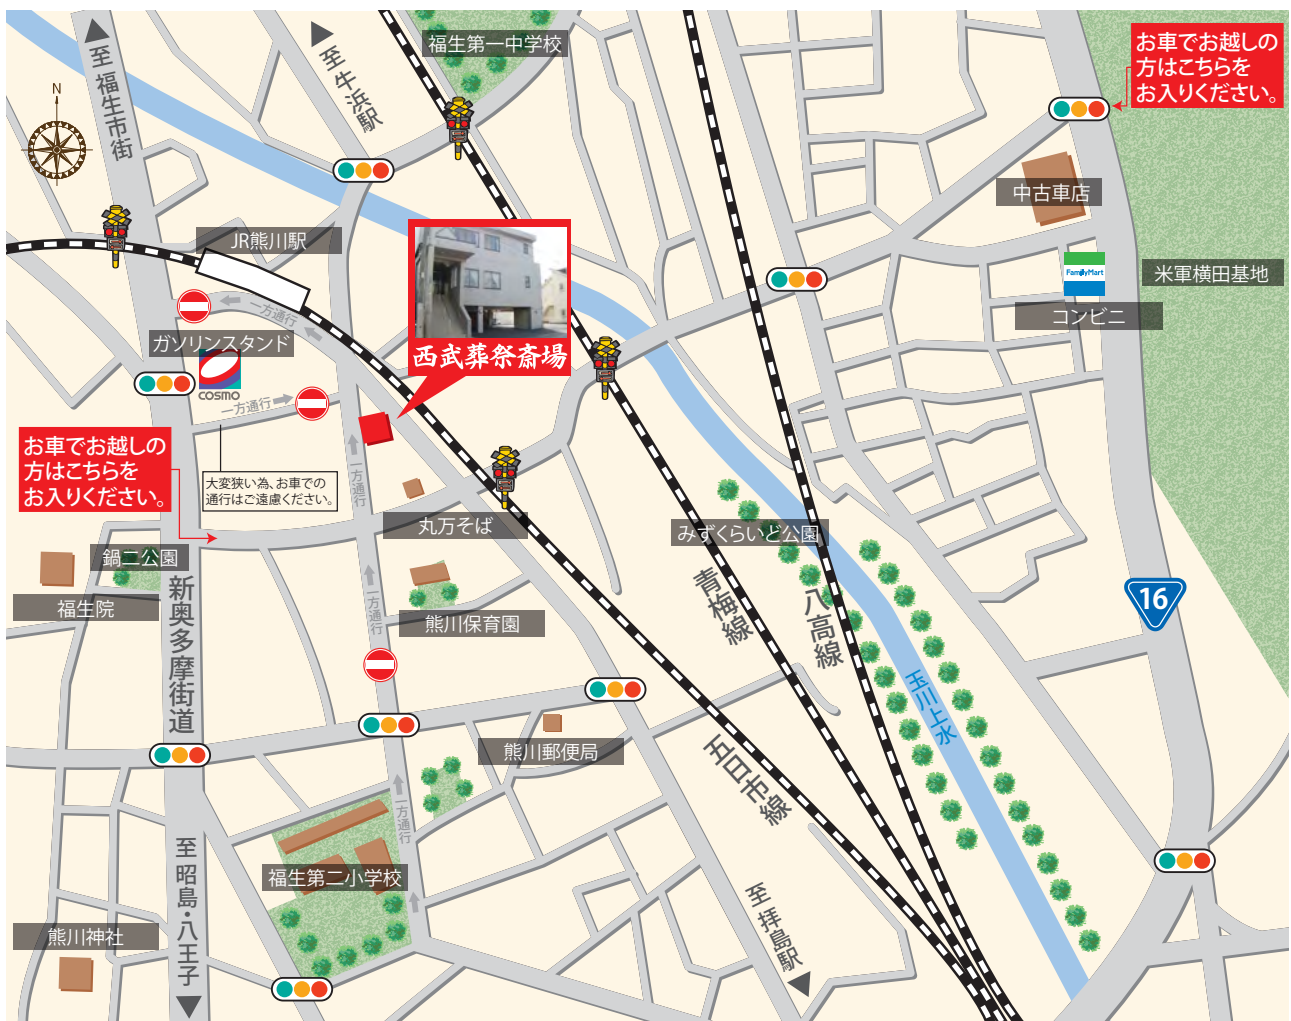 至福生市街
至牛浜駅
福生第一中学校
お車でお越しの
方はこちらを
お入りください。
N
中古車店
JR熊川駅
米軍横田基地
FamilyMart
コンビニ
一方通行
ガソリンスタンド
西武葬祭斎場
COSMO
一方通行
お車でお越しの
方はこちらを
お入りください。
大変狭い為、お車での
通行はご遠慮ください。
一方通行
丸万そば
みずくらいど公園
鍋二公園
福生院
新奥多摩街道
一方通行
熊川保育園
青梅線
八高線
16
玉川上水
熊川郵便局
五日市線
一方通行
至昭島・八王子
福生第二小学校
至拝島駅
熊川神社